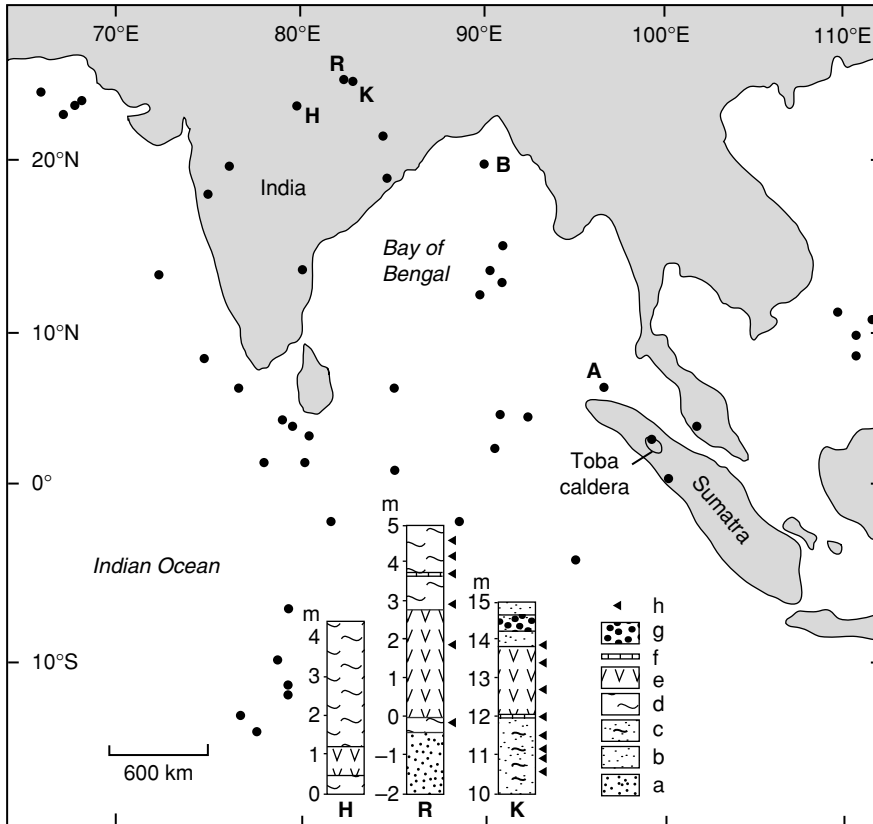 70°E 80°E 90°E 100°E 110°E
R
K
H
20°N
B
India
Bay of
Bengal
10°N
A
Toba
caldera
0°
Sumatra
Indian Ocean
10°S
600 km
m
4
3
2
1
0
H
m
5
4
3
2
1
0
–1
–2
R
m
15
14
13
12
11
10
K
h
g
f
e
d
c
b
a